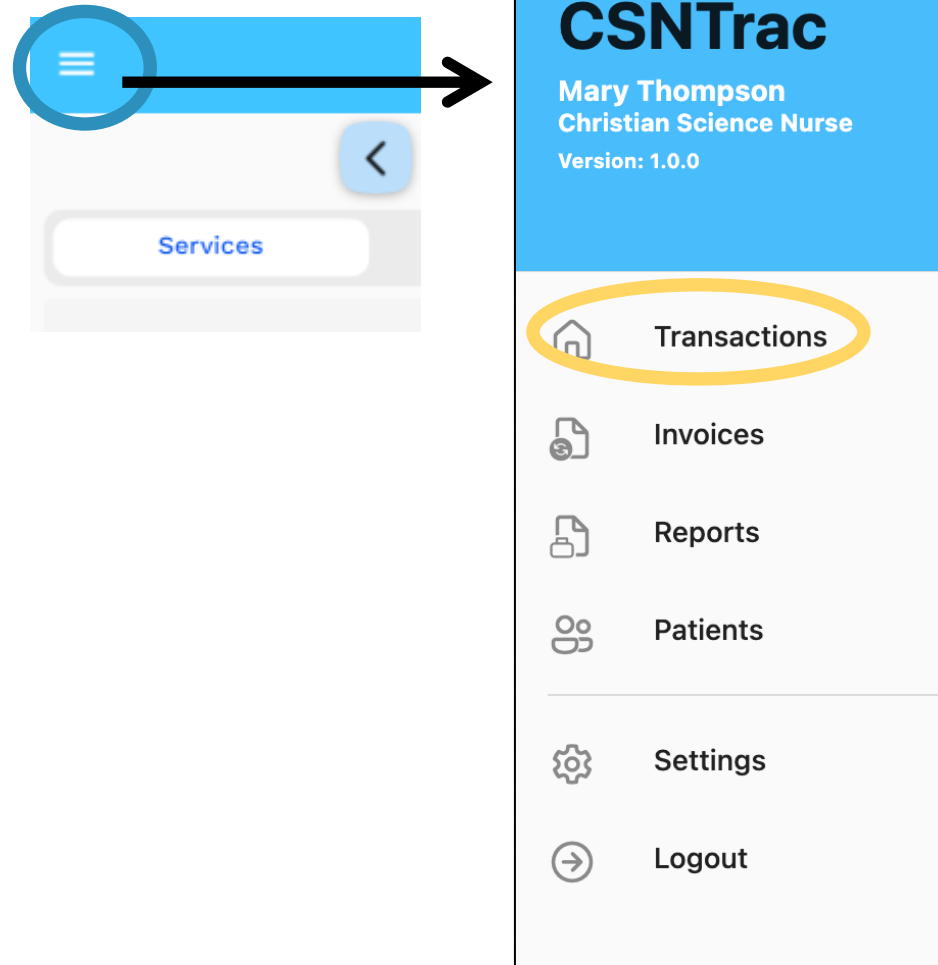 Services
CSNTrac
Mary Thompson
Christian Science Nurse
Version: 1.0.0
Transactions
Invoices
Reports
Patients
Settings
Logout